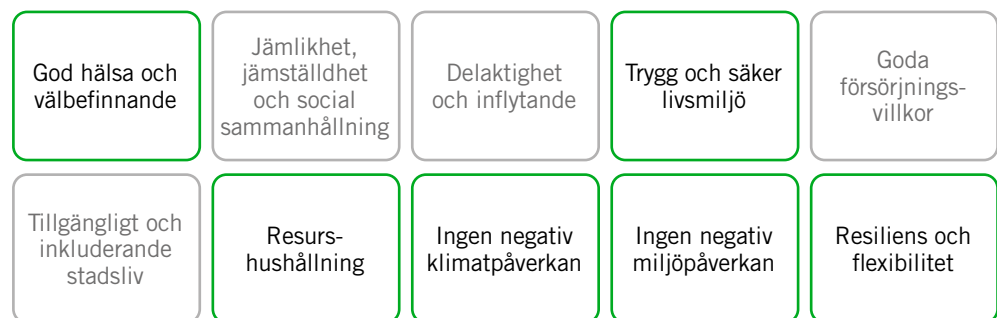 God hälsa och
välbefinnande
Jämlikhet,
jämställdhet
och social
sammanhållning
Delaktighet
och inflytande
Trygg och säker
livsmiljö
Goda
försörjnings-
villkor
Tillgängligt och
inkluderande
stadsliv
Resurs-
hushållning
Ingen negativ
klimatpåverkan
Ingen negativ
miljöpåverkan
Resiliens och
flexibilitet